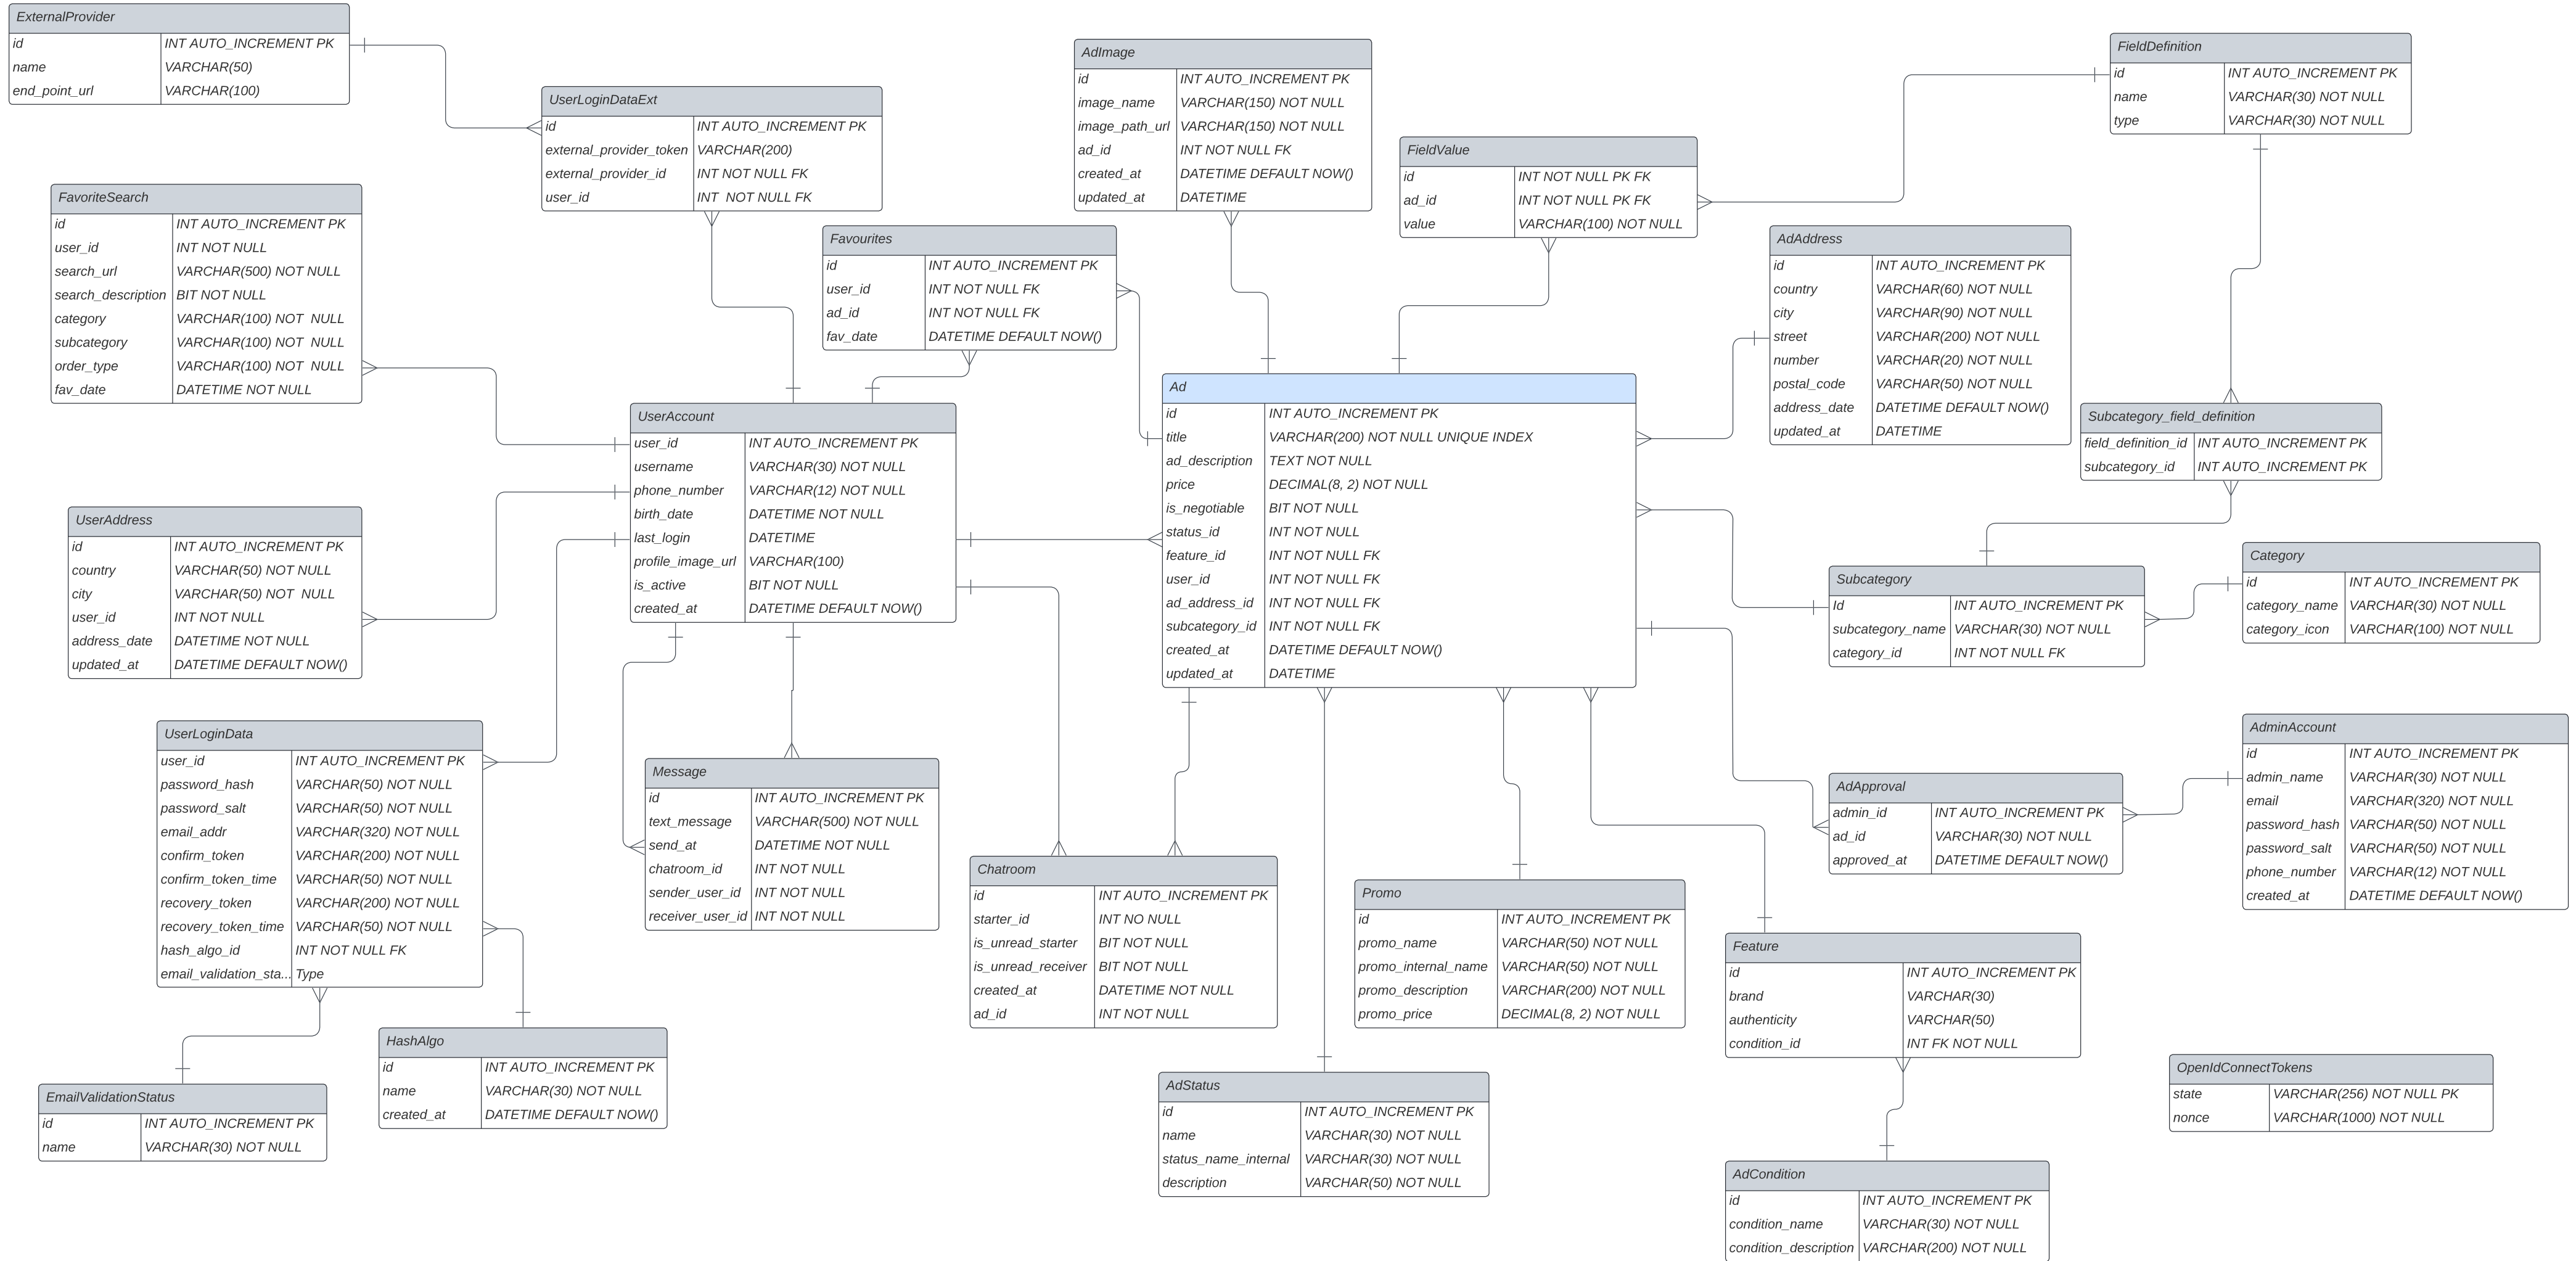 ExternalProvider
id INT AUTO_INCREMENT PK
name VARCHAR(50)
end_point_url VARCHAR(100)
UserLoginDataExt
id INT AUTO_INCREMENT PK
external_provider_token VARCHAR(200)
external_provider_id INT NOT NULL FK
user_id INT  NOT NULL FK
AdImage
id INT AUTO_INCREMENT PK
image_name VARCHAR(150) NOT NULL
image_path_url VARCHAR(150) NOT NULL
ad_id INT NOT NULL FK
created_at DATETIME DEFAULT NOW()
updated_at DATETIME
FieldDefinition
id INT AUTO_INCREMENT PK
name VARCHAR(30) NOT NULL
type VARCHAR(30) NOT NULL
FieldValue
id INT NOT NULL PK FK
ad_id INT NOT NULL PK FK
value VARCHAR(100) NOT NULL
FavoriteSearch
id INT AUTO_INCREMENT PK
user_id INT NOT NULL
search_url VARCHAR(500) NOT NULL
search_description BIT NOT NULL
category VARCHAR(100) NOT  NULL
subcategory VARCHAR(100) NOT  NULL
order_type VARCHAR(100) NOT  NULL
fav_date DATETIME NOT NULL
Favourites
id INT AUTO_INCREMENT PK
user_id INT NOT NULL FK
ad_id INT NOT NULL FK
fav_date DATETIME DEFAULT NOW()
AdAddress
id INT AUTO_INCREMENT PK
country VARCHAR(60) NOT NULL
city VARCHAR(90) NOT NULL
street VARCHAR(200) NOT NULL
number VARCHAR(20) NOT NULL
postal_code VARCHAR(50) NOT NULL
address_date DATETIME DEFAULT NOW()
updated_at DATETIME
UserAccount
user_id INT AUTO_INCREMENT PK
username VARCHAR(30) NOT NULL
phone_number VARCHAR(12) NOT NULL
birth_date DATETIME NOT NULL
last_login DATETIME
profile_image_url VARCHAR(100)
is_active BIT NOT NULL
created_at DATETIME DEFAULT NOW()
Ad
id INT AUTO_INCREMENT PK
title VARCHAR(200) NOT NULL UNIQUE INDEX
ad_description TEXT NOT NULL
price DECIMAL(8, 2) NOT NULL
is_negotiable BIT NOT NULL
status_id INT NOT NULL
feature_id INT NOT NULL FK
user_id INT NOT NULL FK
ad_address_id INT NOT NULL FK
subcategory_id INT NOT NULL FK
created_at DATETIME DEFAULT NOW()
updated_at DATETIME
Subcategory_field_definition
field_definition_id INT AUTO_INCREMENT PK
subcategory_id INT AUTO_INCREMENT PK
UserAddress
id INT AUTO_INCREMENT PK
country VARCHAR(50) NOT NULL
city VARCHAR(50) NOT  NULL
user_id INT NOT NULL
address_date DATETIME NOT NULL
updated_at DATETIME DEFAULT NOW()
Subcategory
Id INT AUTO_INCREMENT PK
subcategory_name VARCHAR(30) NOT NULL
category_id INT NOT NULL FK
Category
id INT AUTO_INCREMENT PK
category_name VARCHAR(30) NOT NULL
category_icon VARCHAR(100) NOT NULL
UserLoginData
user_id INT AUTO_INCREMENT PK
password_hash VARCHAR(50) NOT NULL
password_salt VARCHAR(50) NOT NULL
email_addr VARCHAR(320) NOT NULL
confirm_token VARCHAR(200) NOT NULL
confirm_token_time VARCHAR(50) NOT NULL
recovery_token VARCHAR(200) NOT NULL
recovery_token_time VARCHAR(50) NOT NULL
hash_algo_id INT NOT NULL FK
email_validation_sta... Type
Message
id INT AUTO_INCREMENT PK
text_message VARCHAR(500) NOT NULL
send_at DATETIME NOT NULL
chatroom_id INT NOT NULL
sender_user_id INT NOT NULL
receiver_user_id INT NOT NULL
Chatroom
id INT AUTO_INCREMENT PK
starter_id INT NO NULL
is_unread_starter BIT NOT NULL
is_unread_receiver BIT NOT NULL
created_at DATETIME NOT NULL
ad_id INT NOT NULL
Promo
id INT AUTO_INCREMENT PK
promo_name VARCHAR(50) NOT NULL
promo_internal_name VARCHAR(50) NOT NULL
promo_description VARCHAR(200) NOT NULL
promo_price DECIMAL(8, 2) NOT NULL
AdApproval
admin_id INT AUTO_INCREMENT PK
ad_id VARCHAR(30) NOT NULL
approved_at DATETIME DEFAULT NOW()
AdminAccount
id INT AUTO_INCREMENT PK
admin_name VARCHAR(30) NOT NULL
email VARCHAR(320) NOT NULL
password_hash VARCHAR(50) NOT NULL
password_salt VARCHAR(50) NOT NULL
phone_number VARCHAR(12) NOT NULL
created_at DATETIME DEFAULT NOW()
Feature
id INT AUTO_INCREMENT PK
brand VARCHAR(30)
authenticity VARCHAR(50)
condition_id INT FK NOT NULL
HashAlgo
id INT AUTO_INCREMENT PK
name VARCHAR(30) NOT NULL
created_at DATETIME DEFAULT NOW()
EmailValidationStatus
id INT AUTO_INCREMENT PK
name VARCHAR(30) NOT NULL
AdStatus
id INT AUTO_INCREMENT PK
name VARCHAR(30) NOT NULL
status_name_internal VARCHAR(30) NOT NULL
description VARCHAR(50) NOT NULL
OpenIdConnectTokens
state VARCHAR(256) NOT NULL PK
nonce VARCHAR(1000) NOT NULL
AdCondition
id INT AUTO_INCREMENT PK
condition_name VARCHAR(30) NOT NULL
condition_description VARCHAR(200) NOT NULL